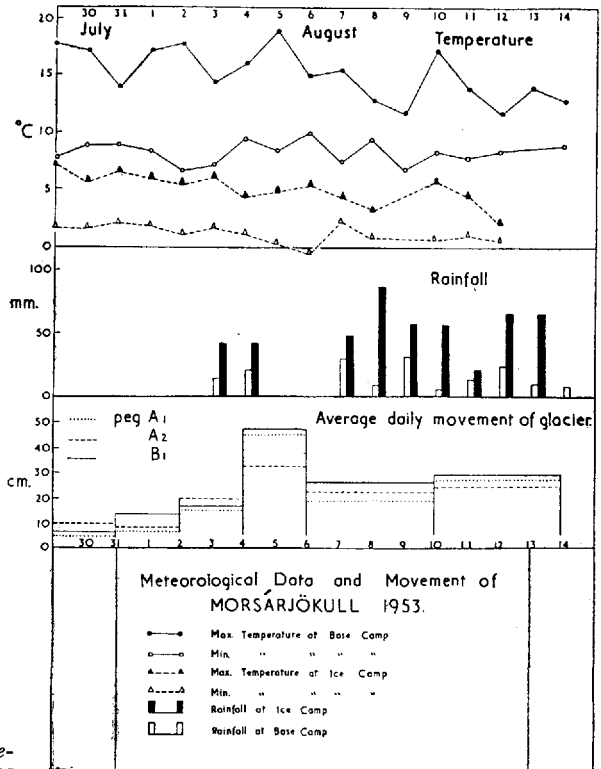 20 30 31 1 2 3 4 5 6 7 8 9 10 11 12 13 14
July August Temperature
15
°C 10
5
0
100 Rainfall
mm.
50
0
50 peg A1 Average daily movement of glacier.
40 A2
30 B1
cm.
20
10
0 30 31 1 2 3 4 5 6 7 8 9 10 11 12 13 14
Meteorological Data and Movement of
MORSÁRJÖKULL 1953.
Max. Temperature at Base Camp
Min. " " " "
Max. Temperature at Ice Camp
Min. " " " "
Rainfall at Ice Camp
Rainfall at Base Camp
e-